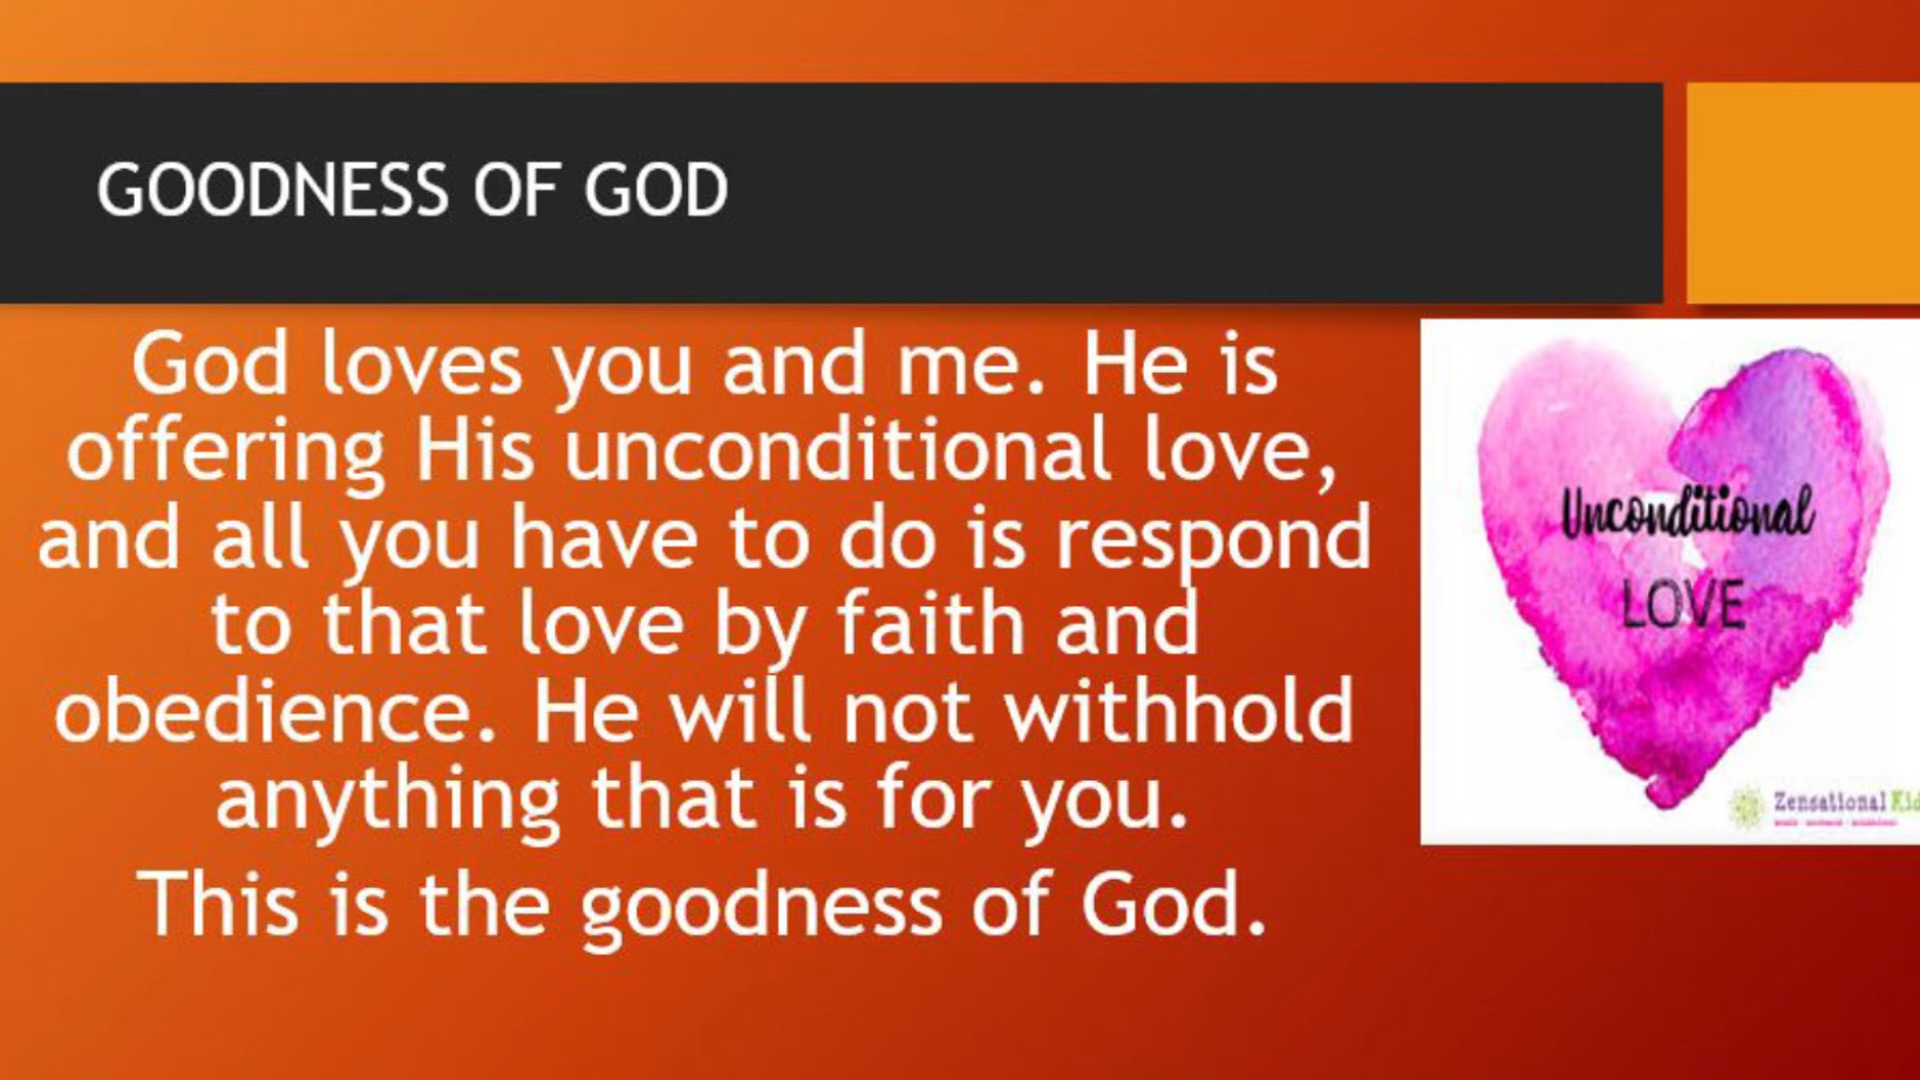 GOODNESS OF GOD
God loves you and me. He is
offering His unconditional love,
and all you have to do is respond
to that love by faith and
obedience. He will not withhold
anything that is for you.
This is the goodness of God.
Unconditional
LOVE
Zensational Kid